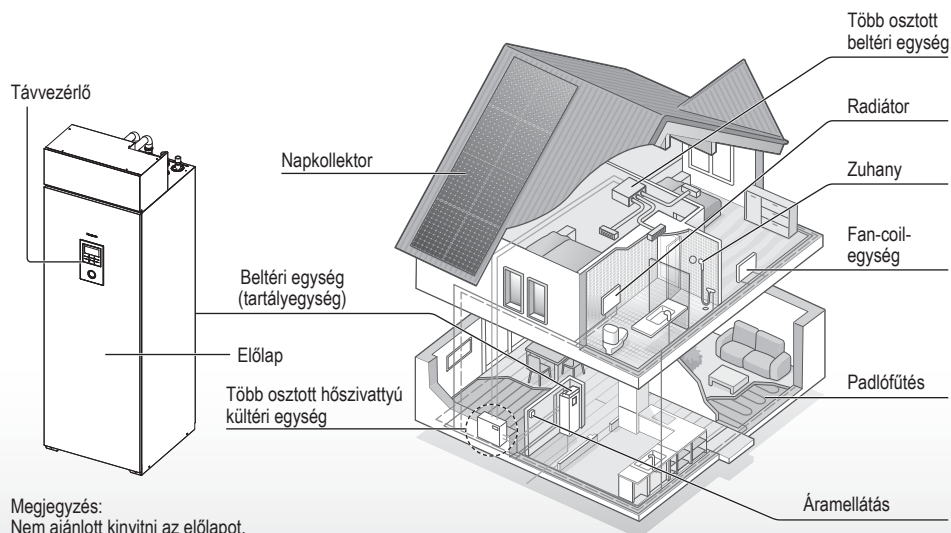 Több osztott
beltéri egység
Távvezérlő
Radiátor
Napkollektor
Zuhany
Fan-coil-
egység
Beltéri egység
(tartályegység)
Előlap
Több osztott hőszivattyú
kültéri egység
Padlófűtés
Megjegyzés:
Nem ajánlott kinyitni az előlapot.
Áramellátás